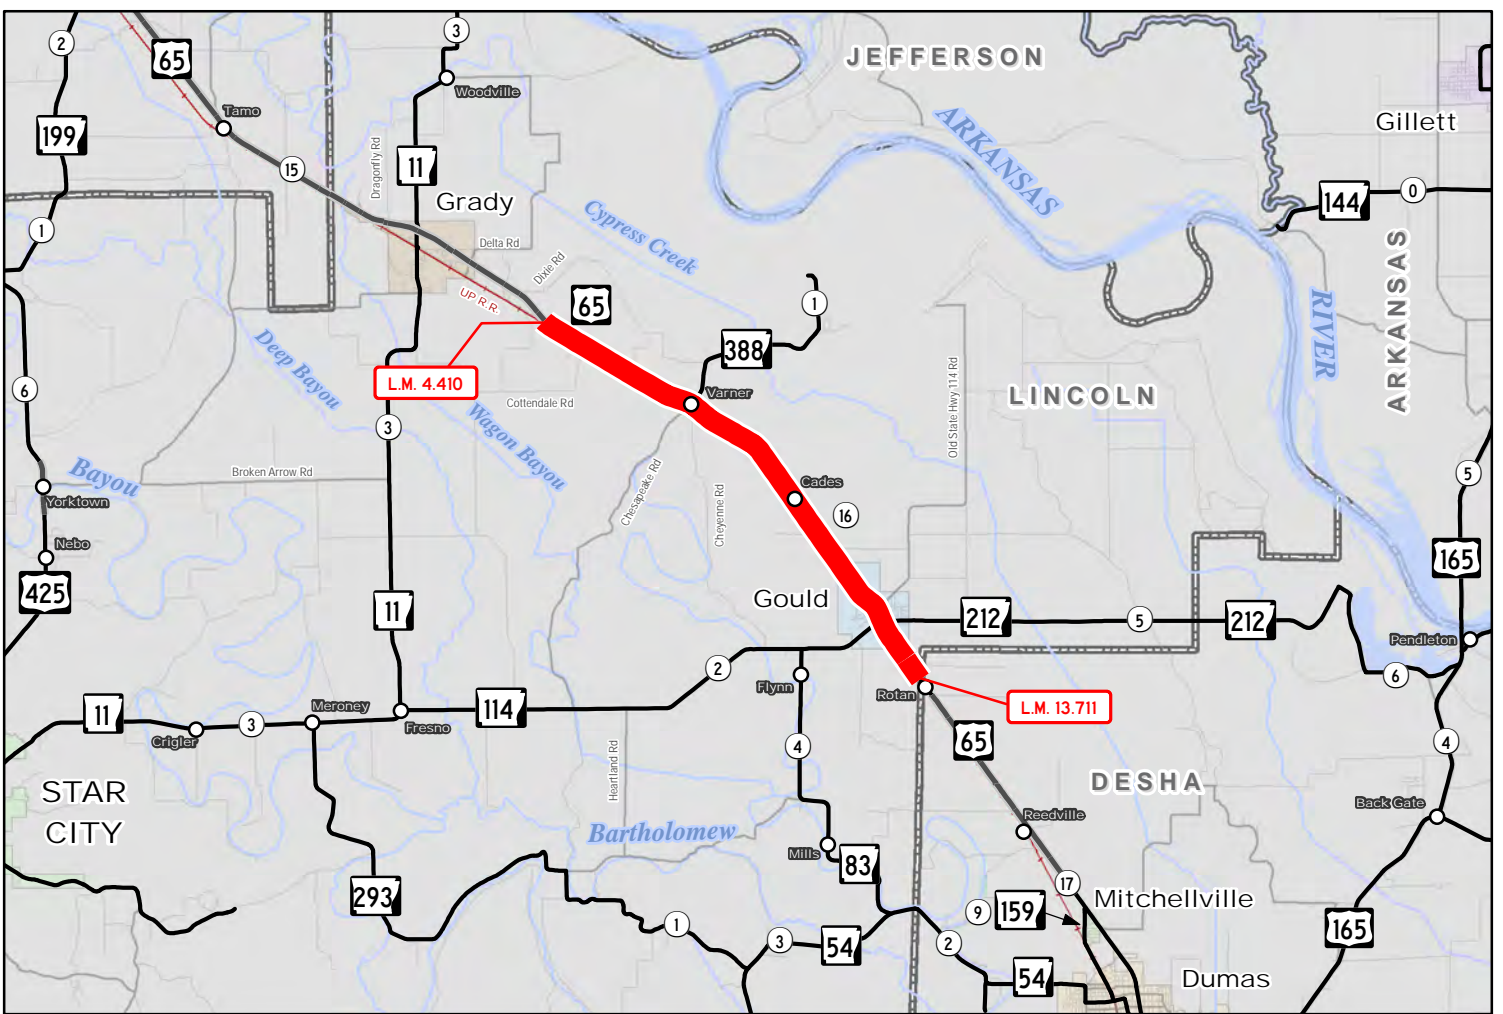 2
65
3
JEFFERSON
Woodville
Tamo
199
ARKANSAS
Gillett
15
Dragonfly Rd
11
144
0
Grady
1
Cypress Creek
Delta Rd
Dixie Rd
ARKANSAS
UP R.R.
65
1
RIVER
Deep Bayou
388
L.M. 4.410
6
Varner
LINCOLN
Cottendale Rd
Old State Hwy 114 Rd
Wagon Bayou
3
Bayou
Broken Arrow Rd
Yorktown
Chesapeake Rd
Cheyenne Rd
Cades
16
5
Nebo
425
165
11
Gould
212
5
212
Pendleton
2
Flynn
Rotan
6
L.M. 13.711
11
Crigler
3
Meroney
Fresno
114
65
4
4
Heartland Rd
DESHA
STAR
CITY
Back Gate
Reedville
Bartholomew
Mills
83
17
293
9
159
Mitchellville
1
3
54
2
165
54
Dumas